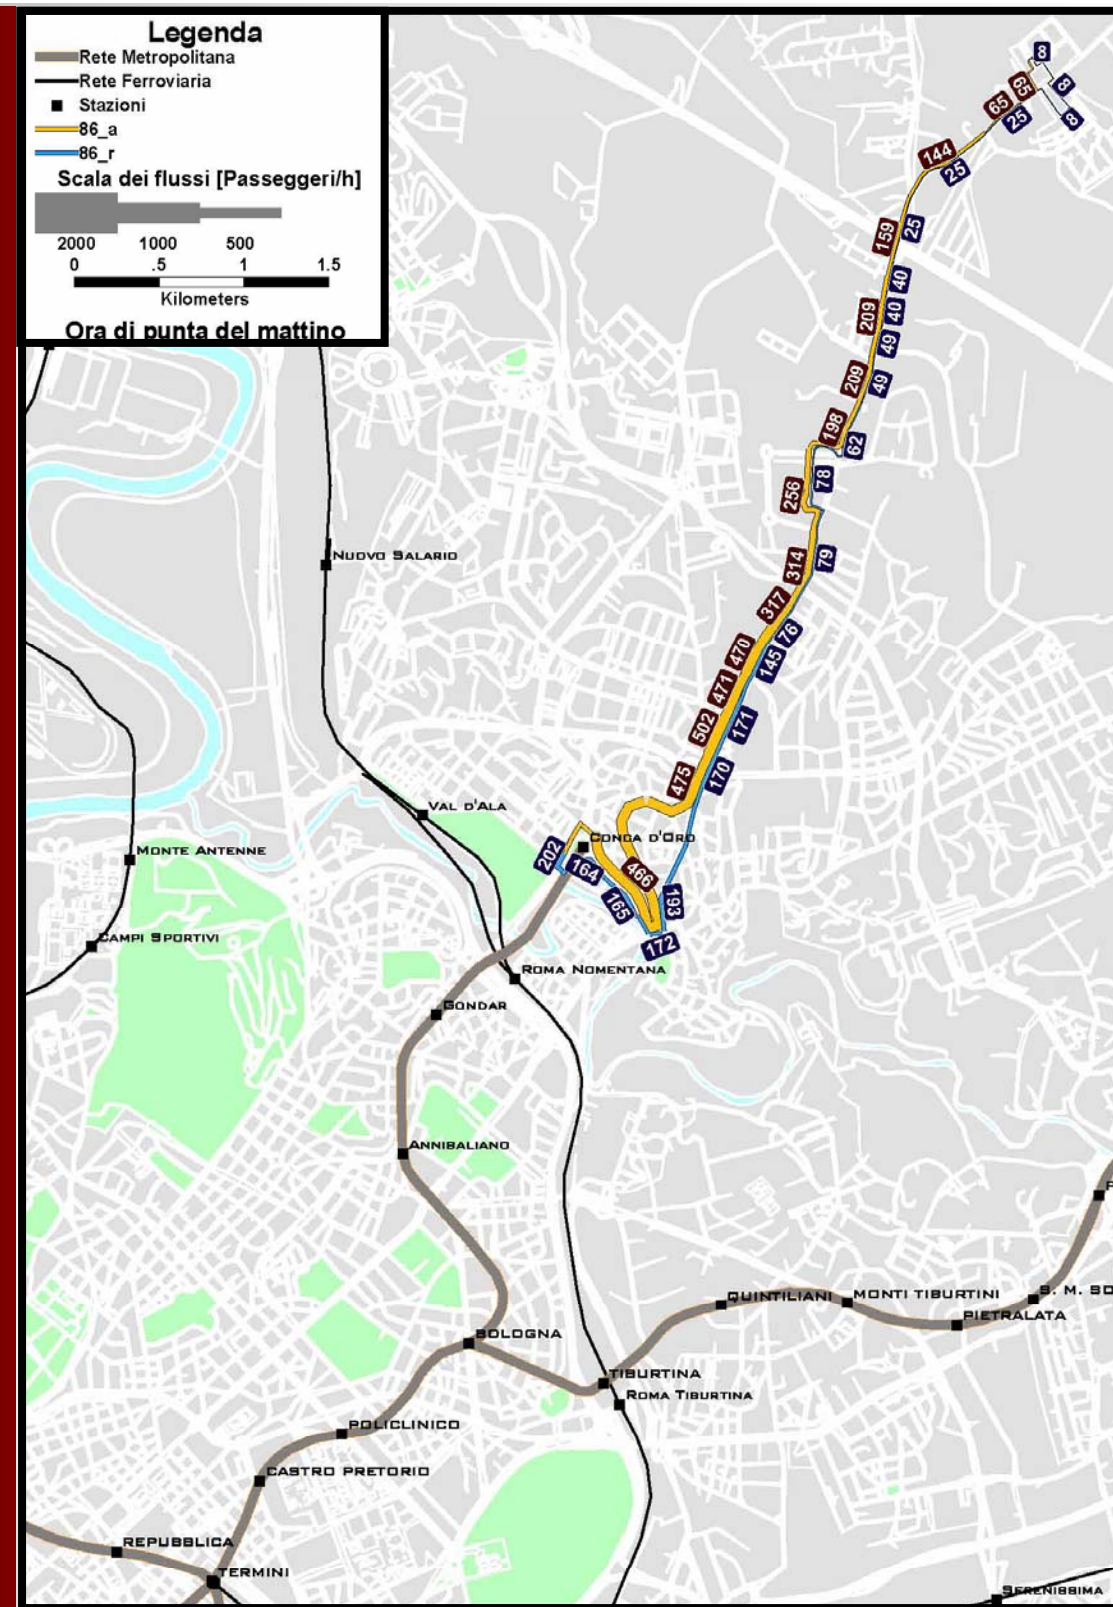 Legenda
Rete Metropolitana
Rete Ferroviaria
Stazioni
86_a
86_r
Scala dei flussi [Passeggeri/h]
2000 1000 500
0 .5 1 1.5
Kilometers
Ora di punta del mattino
8
65
8
65
25
8
144
25
159
25
40
209
40
49
209
49
198
62
256
78
314
79
317
76
470
145
471
171
502
170
475
NUOVO SALARIO
VAL D'ALA
CONCA D'ORO
202
164
466
165
193
172
MONTE ANTENNE
CAMPI SPORTIVI
ROMA NOMENTANA
GONDAR
ANNIBALIANO
QUINTILIANI
MONTI TIBURTINI
S. M. SO
PIETRALATA
BOLOGNA
TIBURTINA
ROMA TIBURTINA
POLICLINICO
CASTRO PRETORIO
REPUBBLICA
TERMINI
SERENISSIMA